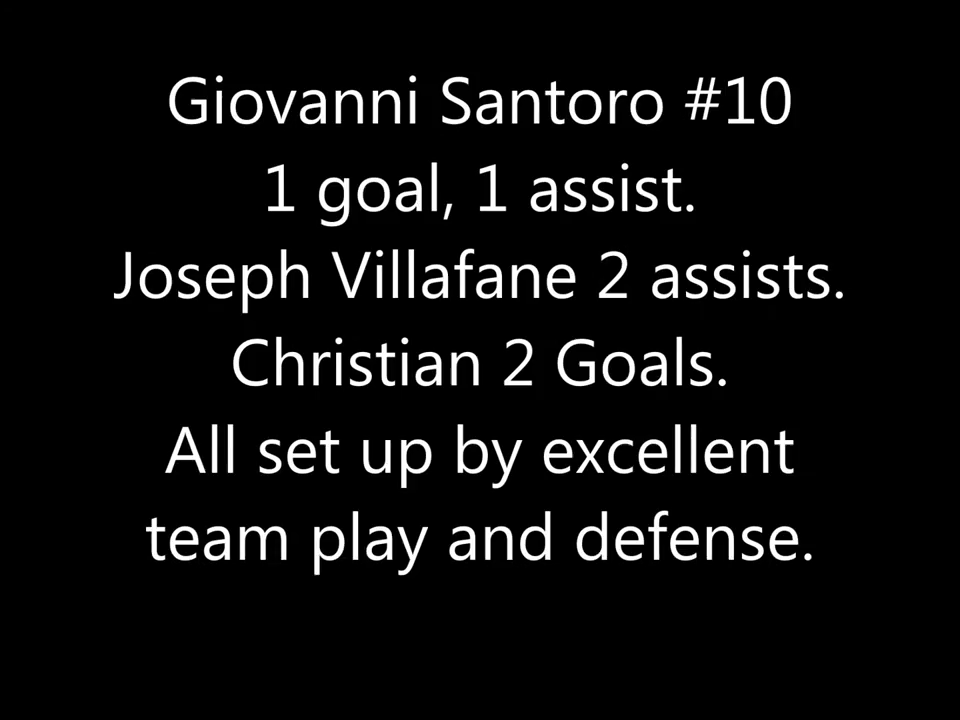 Giovanni Santoro #10
1 goal, 1 assist.
Joseph Villafane 2 assists.
Christian 2 Goals.
All set up by excellent
team play and defense.